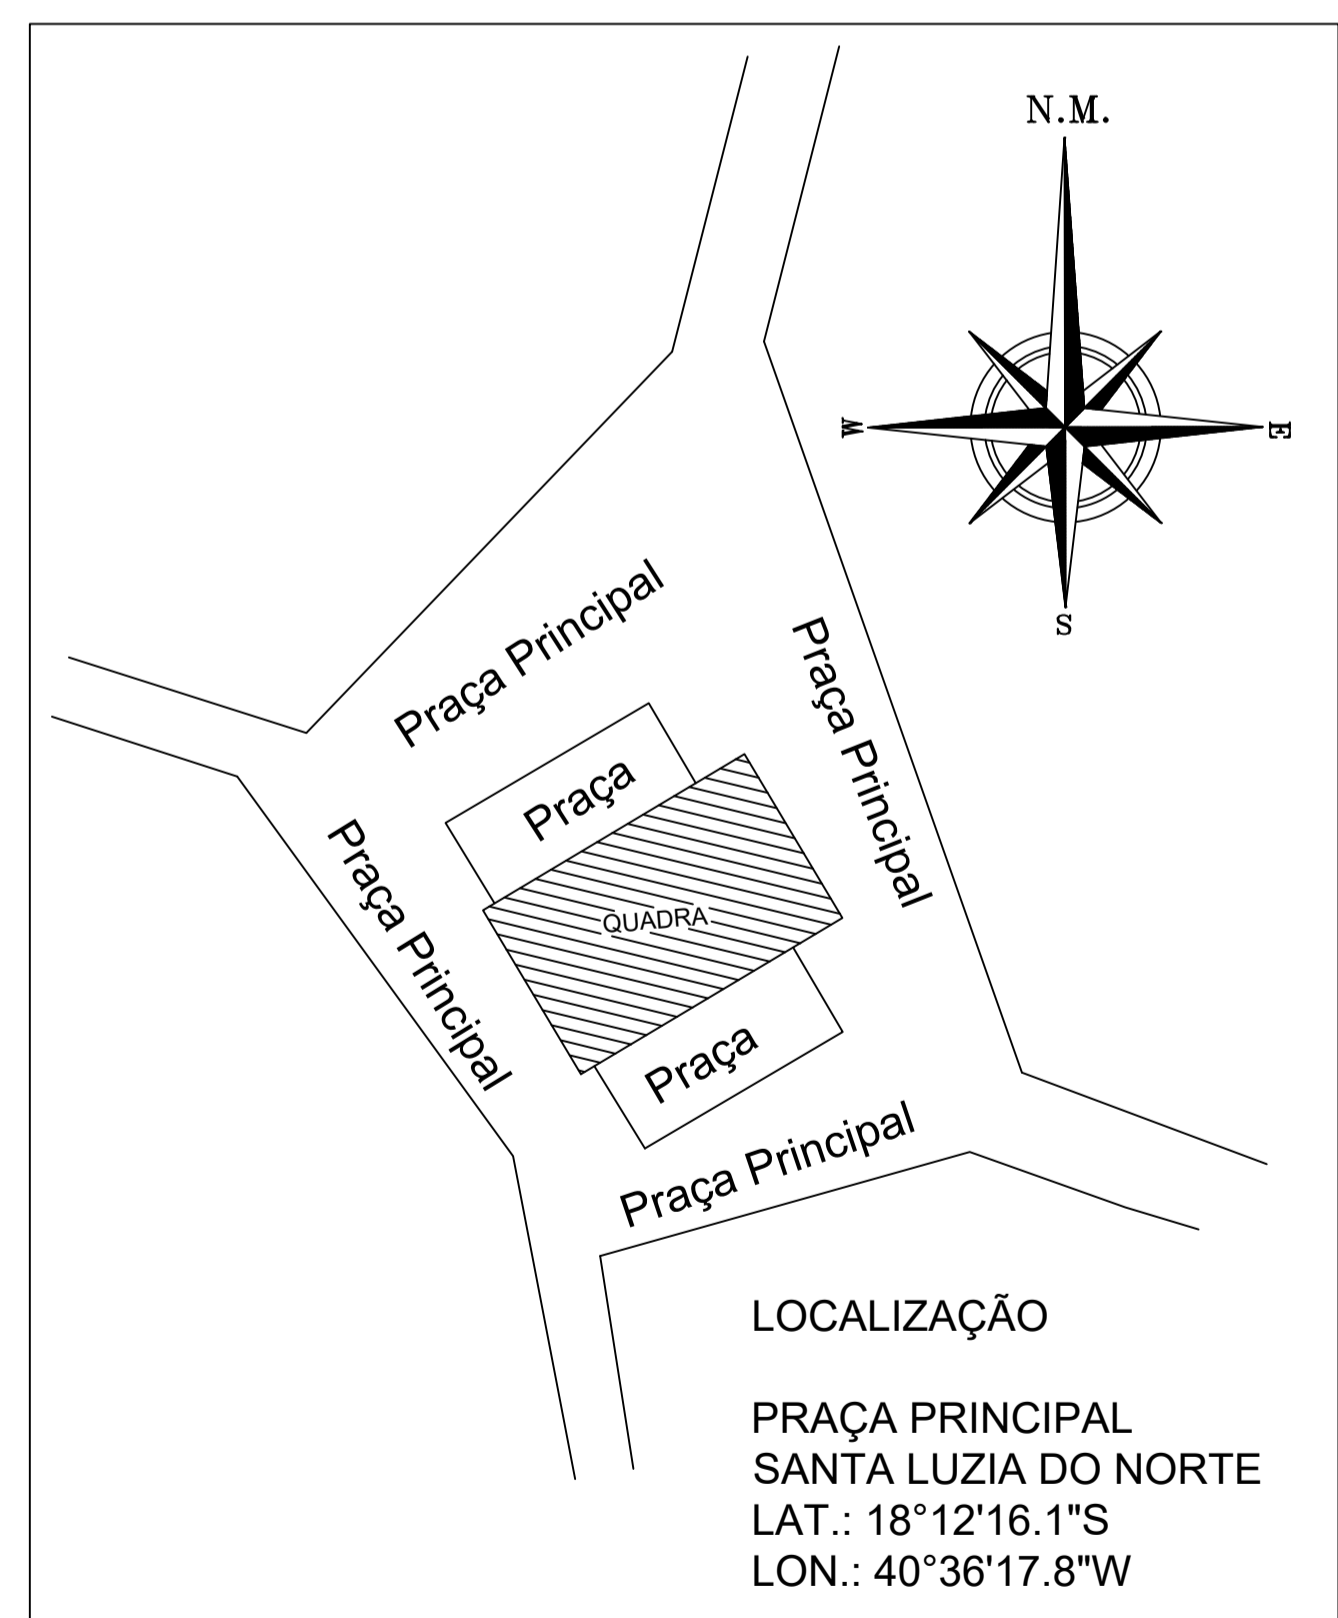 N.M.
W
E
S
Praça Principal
Praça Principal
Praça
Praça Principal
QUADRA
Praça
Praça Principal
LOCALIZAÇÃO
PRAÇA PRINCIPAL
SANTA LUZIA DO NORTE
LAT.: 18°12'16.1"S
LON.: 40°36'17.8"W